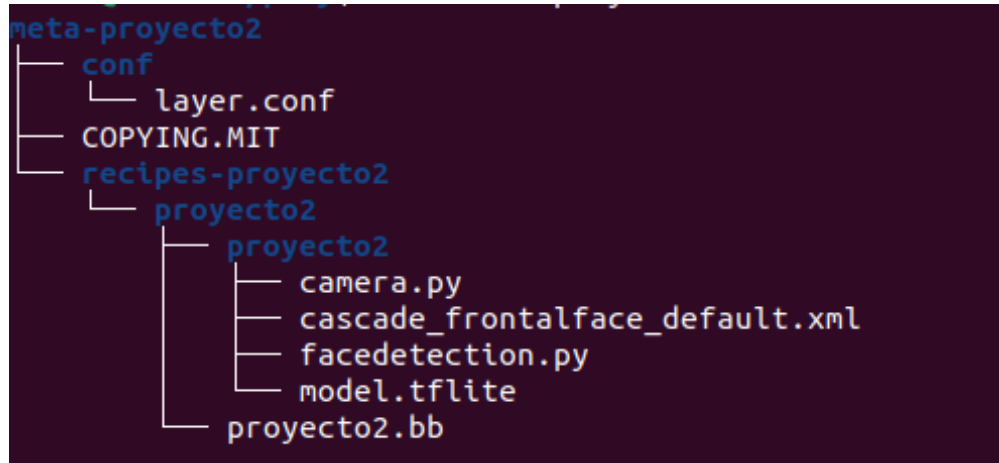 meta-proyecto2
├── conf
│   └── layer.conf
├── COPYING.MIT
└── recipes-proyecto2
    └── proyecto2
        ├── proyecto2
        │   ├── camera.py
        │   ├── cascade_frontalface_default.xml
        │   ├── facedetection.py
        │   └── model.tflite
        └── proyecto2.bb